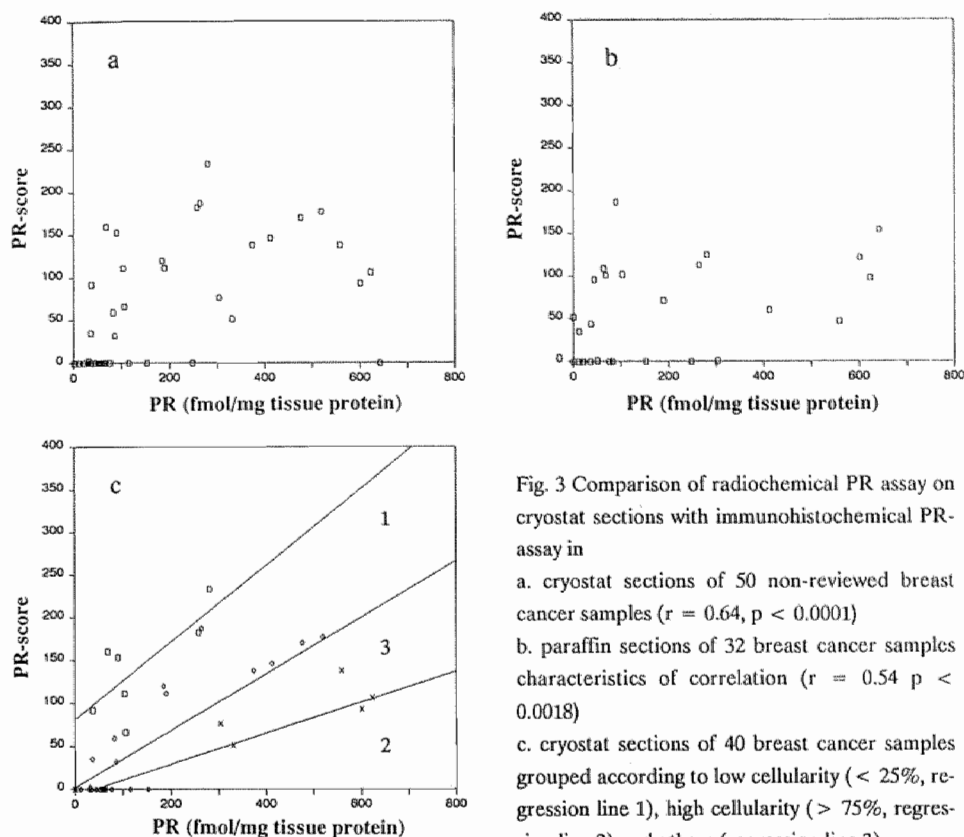 400
350
300
250
200
150
100
50
0
a
PR-score
0 200 400 600 800
PR (fmol/mg tissue protein)
400
350
300
250
200
150
100
50
0
b
PR-score
0 200 400 600 800
PR (fmol/mg tissue protein)
400
350
300
250
200
150
100
50
0
c
1
3
2
PR-score
0 200 400 600 800
PR (fmol/mg tissue protein)
Fig. 3 Comparison of radiochemical PR assay on
cryostat sections with immunohistochemical PR-
assay in
a. cryostat sections of 50 non-reviewed breast
cancer samples (r = 0.64, p < 0.0001)
b. paraffin sections of 32 breast cancer samples
characteristics of correlation (r = 0.54 p <
0.0018)
c. cryostat sections of 40 breast cancer samples
grouped according to low cellularity (< 25%, re-
gression line 1), high cellularity (> 75%, regres-